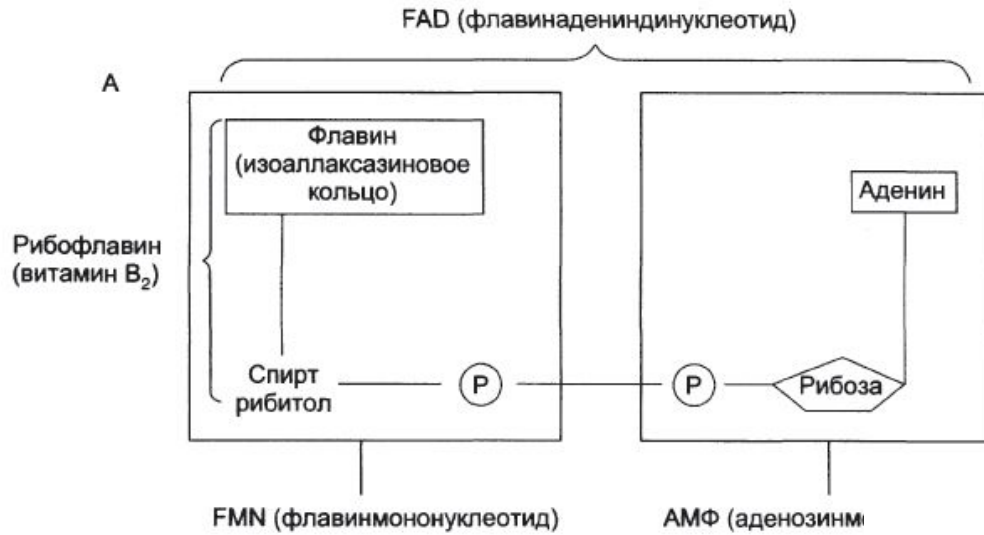 FAD (флавинадениндинуклеотид)
А
Флавин
(изоаллаксазиновое
кольцо)
Аденин
Рибофлавин
(витамин B₂)
Спирт
рибитол
P
P
Рибоза
FMN (флавинмононуклеотид)
АМФ